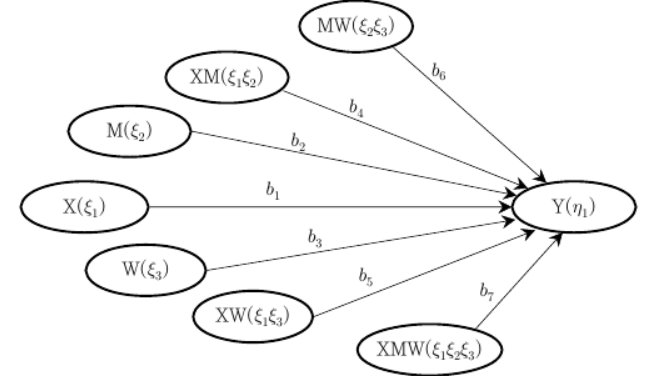 MW(ξ₂ξ₃)
b₆
XM(ξ₁ξ₂)
b₄
M(ξ₂)
b₂
X(ξ₁)
b₁
Y(η₁)
b₃
W(ξ₃)
b₅
XW(ξ₁ξ₃)
b₇
XMW(ξ₁ξ₂ξ₃)